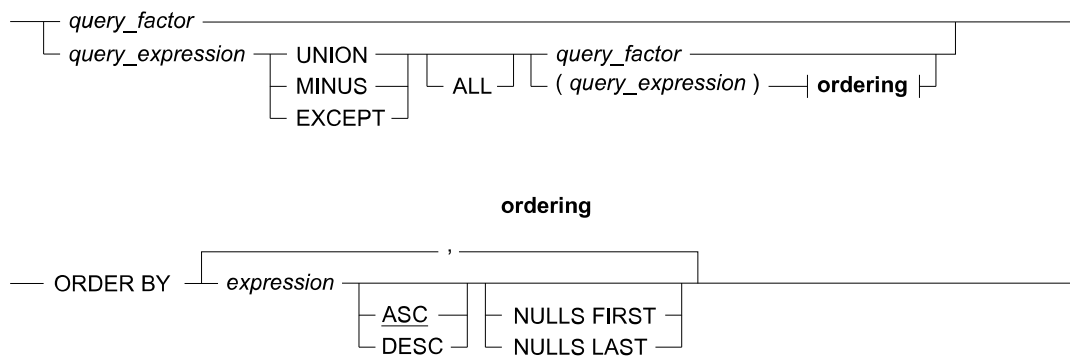 query_factor
query_expression UNION query_factor
MINUS ALL ( query_expression ) ordering
EXCEPT
ordering
,
ORDER BY expression
ASC NULLS FIRST
DESC NULLS LAST